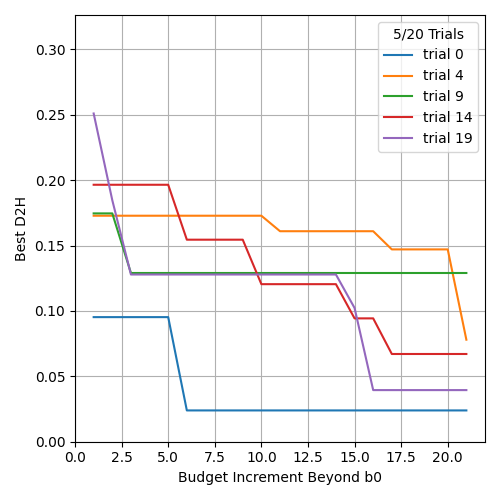 5/20 Trials
trial 0
trial 4
trial 9
trial 14
trial 19
Best D2H
0.30
0.25
0.20
0.15
0.10
0.05
0.00
0.0 2.5 5.0 7.5 10.0 12.5 15.0 17.5 20.0
Budget Increment Beyond b0